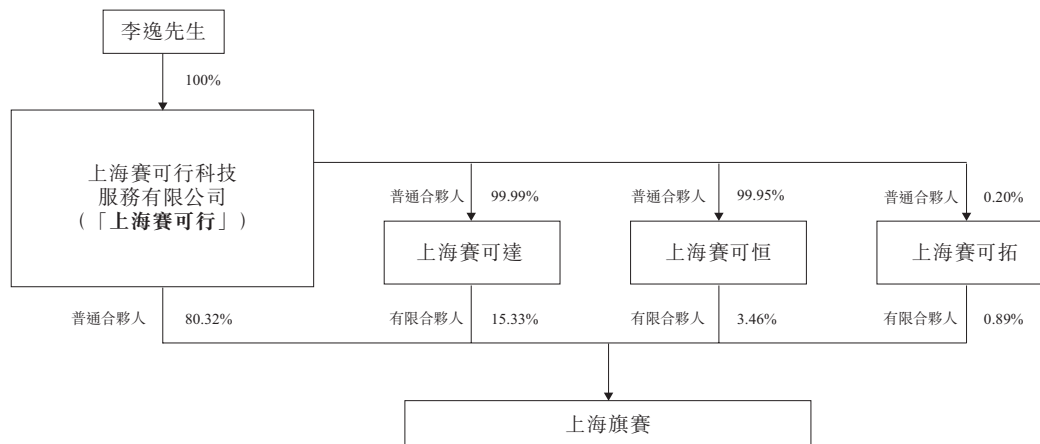 李逸先生
100%
上海賽可行科技
服務有限公司
(「上海賽可行」)
普通合夥人 99.99%
普通合夥人 99.95%
普通合夥人 0.20%
上海賽可達
上海賽可恒
上海賽可拓
普通合夥人 80.32%
有限合夥人 15.33%
有限合夥人 3.46%
有限合夥人 0.89%
上海旗賽